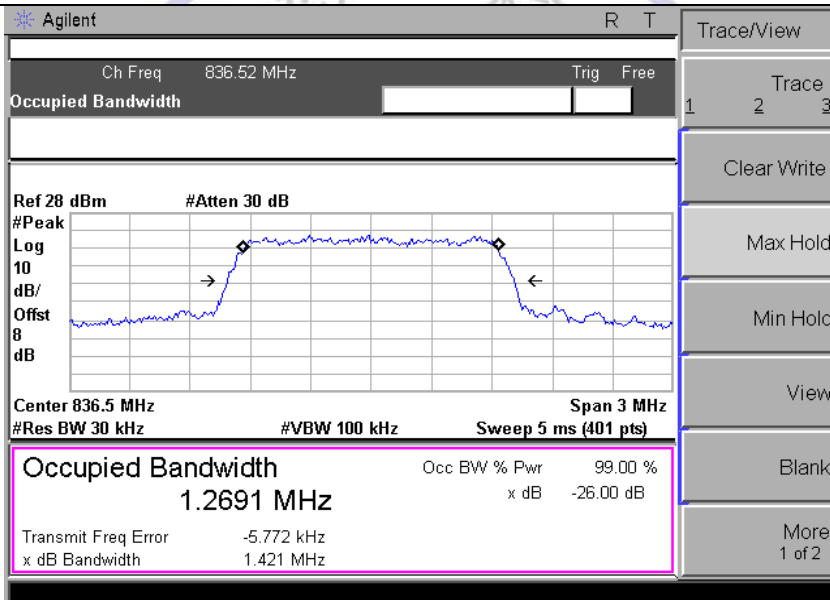 Agilent R T
Trace/View
Ch Freq 836.52 MHz Trig Free
Occupied Bandwidth
Trace
1 2 3
Clear Write
Ref 28 dBm #Atten 30 dB
#Peak
Log
10
dB/
Offst
8
dB
Max Hold
Min Hold
View
Center 836.5 MHz Span 3 MHz
#Res BW 30 kHz #VBW 100 kHz Sweep 5 ms (401 pts)
Occupied Bandwidth
1.2691 MHz
Occ BW % Pwr 99.00 %
x dB -26.00 dB
Transmit Freq Error -5.772 kHz
x dB Bandwidth 1.421 MHz
Blank
More
1 of 2